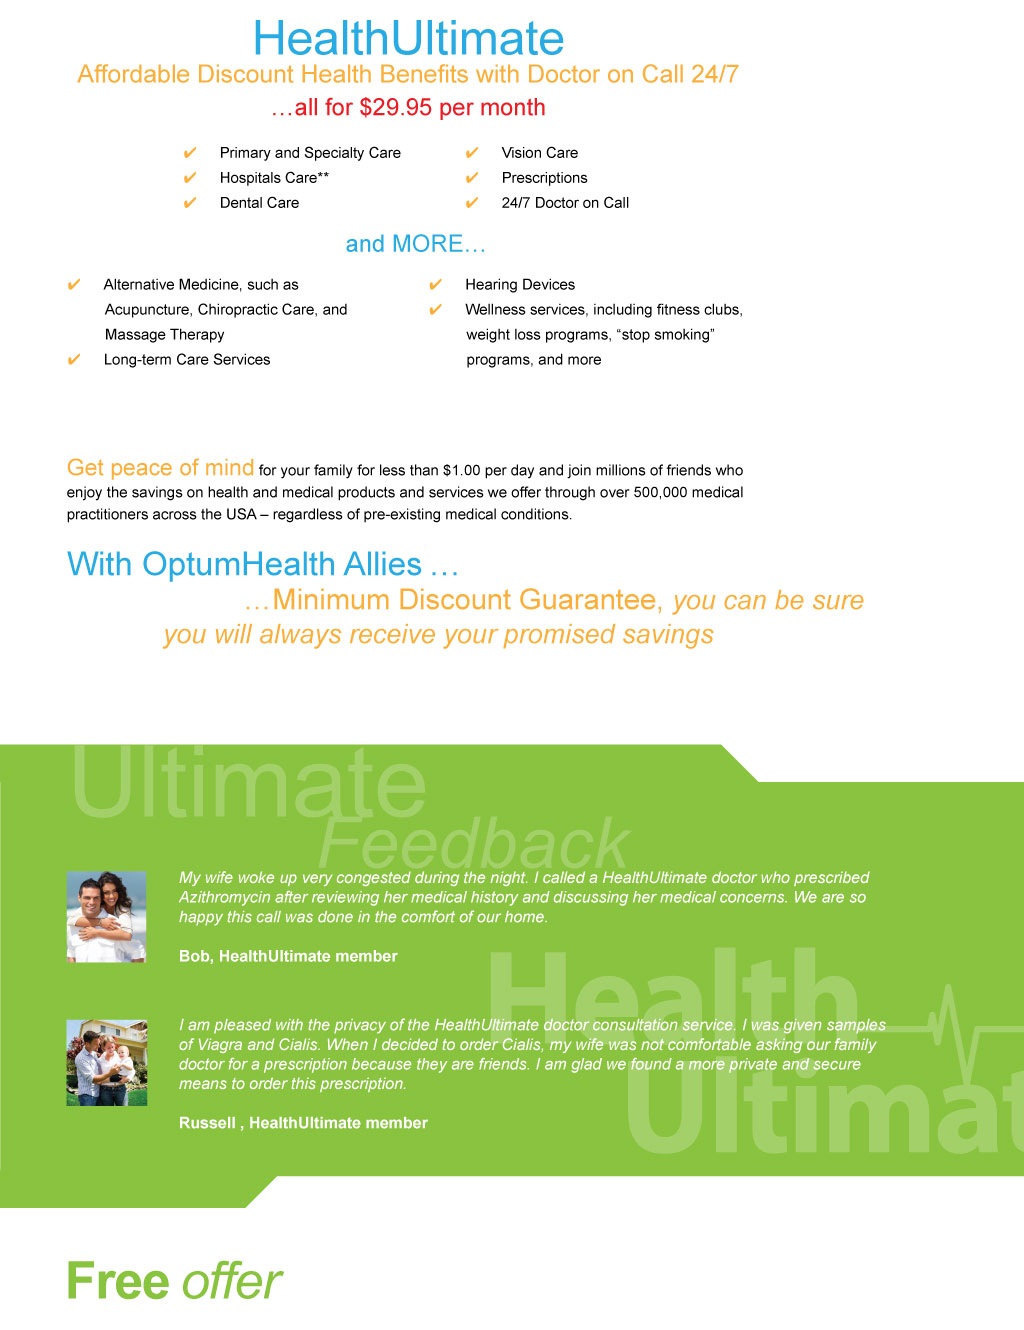 HealthUltimate
Affordable Discount Health Benefits with Doctor on Call 24/7
…all for $29.95 per month
✔ Primary and Specialty Care
✔ Hospitals Care**
✔ Dental Care
✔ Vision Care
✔ Prescriptions
✔ 24/7 Doctor on Call
and MORE…
✔ Alternative Medicine, such as
Acupuncture, Chiropractic Care, and
Massage Therapy
✔ Long-term Care Services
✔ Hearing Devices
✔ Wellness services, including fitness clubs,
weight loss programs, “stop smoking”
programs, and more
Get peace of mind for your family for less than $1.00 per day and join millions of friends who
enjoy the savings on health and medical products and services we offer through over 500,000 medical
practitioners across the USA – regardless of pre-existing medical conditions.
With OptumHealth Allies …
…Minimum Discount Guarantee, you can be sure
you will always receive your promised savings
Ultimate
Feedback
My wife woke up very congested during the night. I called a HealthUltimate doctor who prescribed
Azithromycin after reviewing her medical history and discussing her medical concerns. We are so
happy this call was done in the comfort of our home.
Bob, HealthUltimate member
Health
Ultimat
I am pleased with the privacy of the HealthUltimate doctor consultation service. I was given samples
of Viagra and Cialis. When I decided to order Cialis, my wife was not comfortable asking our family
doctor for a prescription because they are friends. I am glad we found a more private and secure
means to order this prescription.
Russell , HealthUltimate member
Free offer